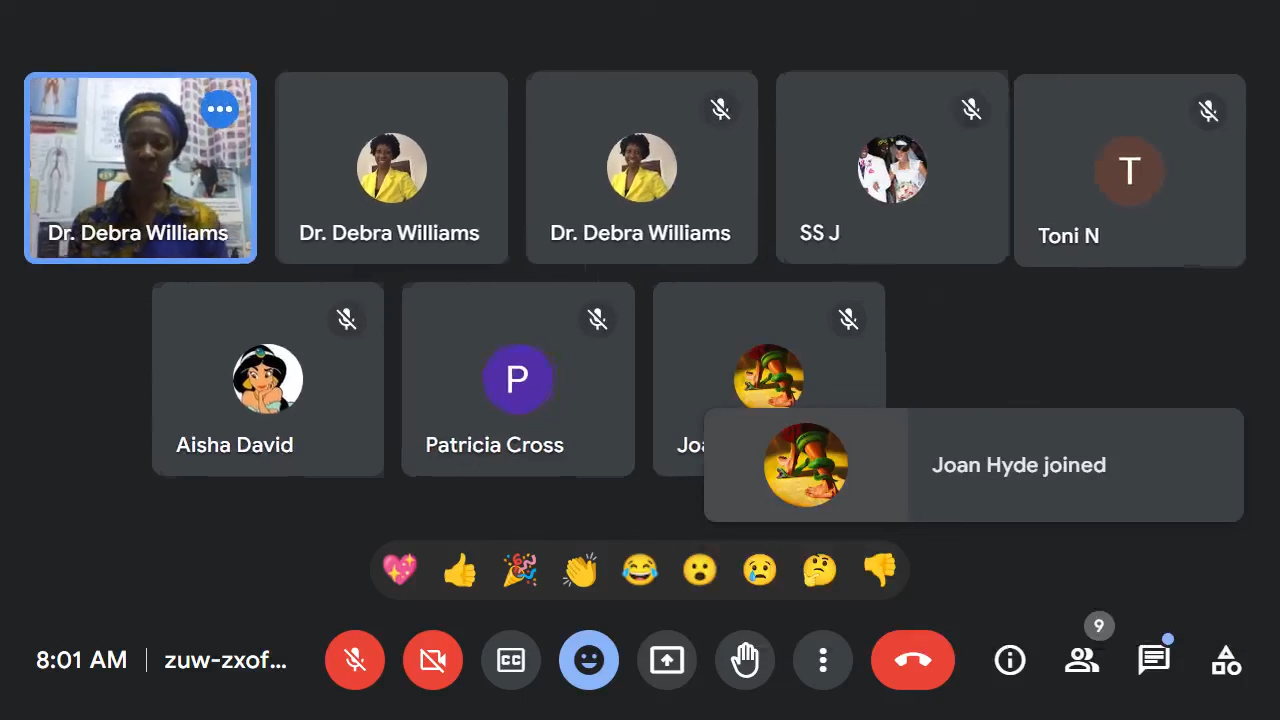 Dr. Debra Williams
Dr. Debra Williams
Dr. Debra Williams
SS J
T
Toni N
Aisha David
P
Patricia Cross
Joa
Joan Hyde joined
8:01 AM | zuw-zxof...
CC
9